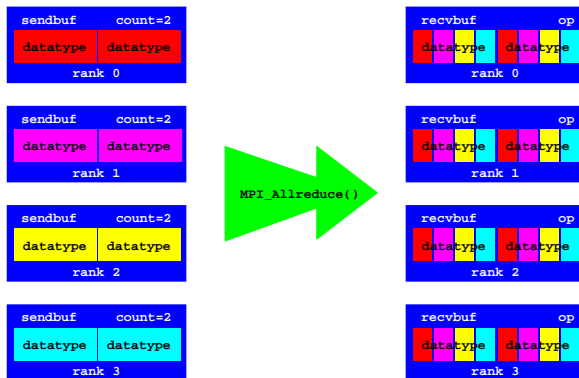 sendbuf count=2
datatype datatype
rank 0
sendbuf count=2
datatype datatype
rank 1
sendbuf count=2
datatype datatype
rank 2
sendbuf count=2
datatype datatype
rank 3
MPI_Allreduce()
recvbuf op
datatype datatype
rank 0
recvbuf op
datatype datatype
rank 1
recvbuf op
datatype datatype
rank 2
recvbuf op
datatype datatype
rank 3